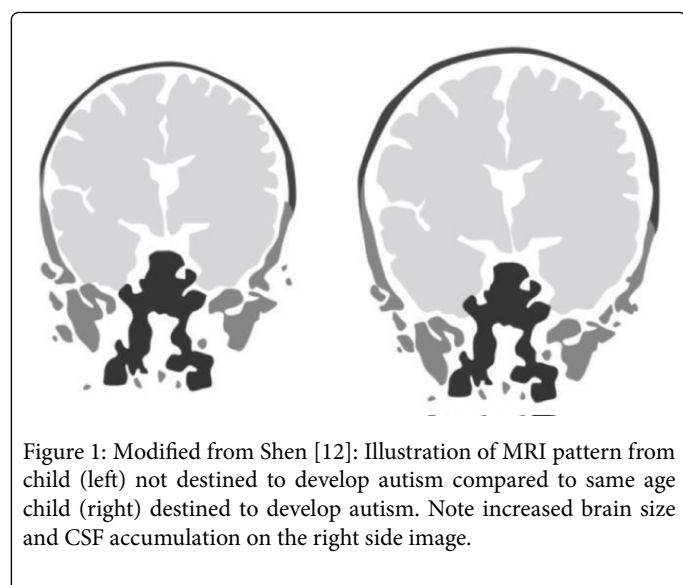 Figure 1: Modified from Shen [12]: Illustration of MRI pattern from
child (left) not destined to develop autism compared to same age
child (right) destined to develop autism. Note increased brain size
and CSF accumulation on the right side image.